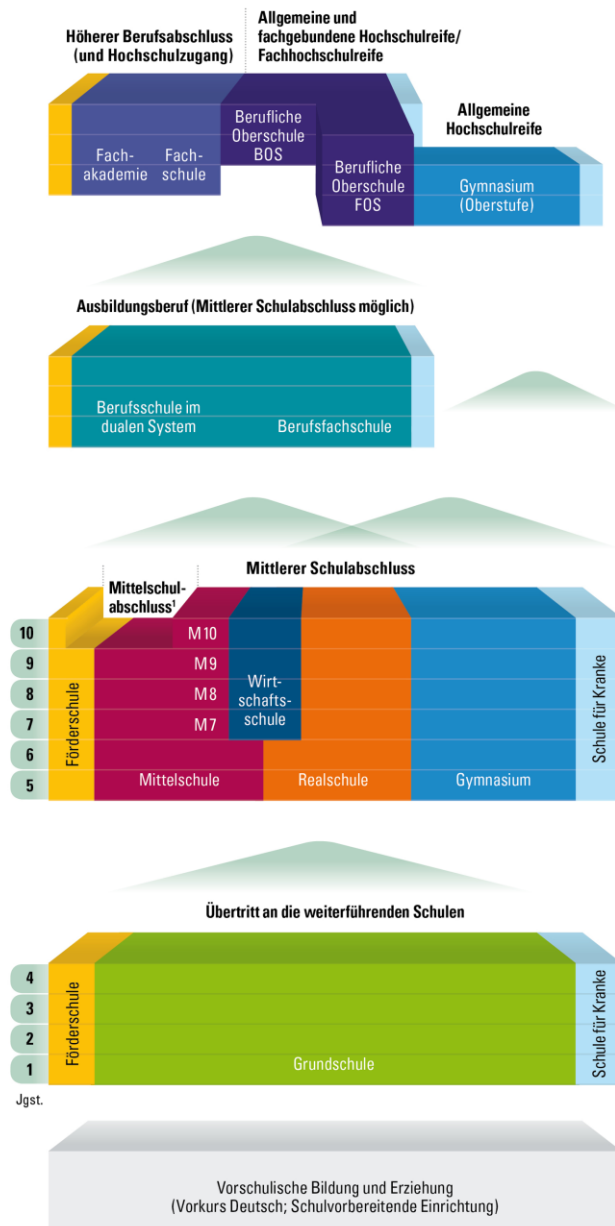 Höherer Berufsabschluss
(und Hochschulzugang)
Allgemeine und
fachgebundene Hochschulreife/
Fachhochschulreife
Allgemeine
Hochschulreife
Fach-
akademie
Fach-
schule
Berufliche
Oberschule
BOS
Berufliche
Oberschule
FOS
Gymnasium
(Oberstufe)
Ausbildungsberuf (Mittlerer Schulabschluss möglich)
Berufsschule im
dualen System
Berufsfachschule
Mittlerer Schulabschluss
Mittelschul-
abschluss¹
10
9
8
7
6
5
Förderschule
M10
M9
M8
M7
Mittelschule
Wirt-
schafts-
schule
Realschule
Gymnasium
Schule für Kranke
Übertritt an die weiterführenden Schulen
4
3
2
1
Jgst.
Förderschule
Grundschule
Schule für Kranke
Vorschulische Bildung und Erziehung
(Vorkurs Deutsch; Schulvorbereitende Einrichtung)